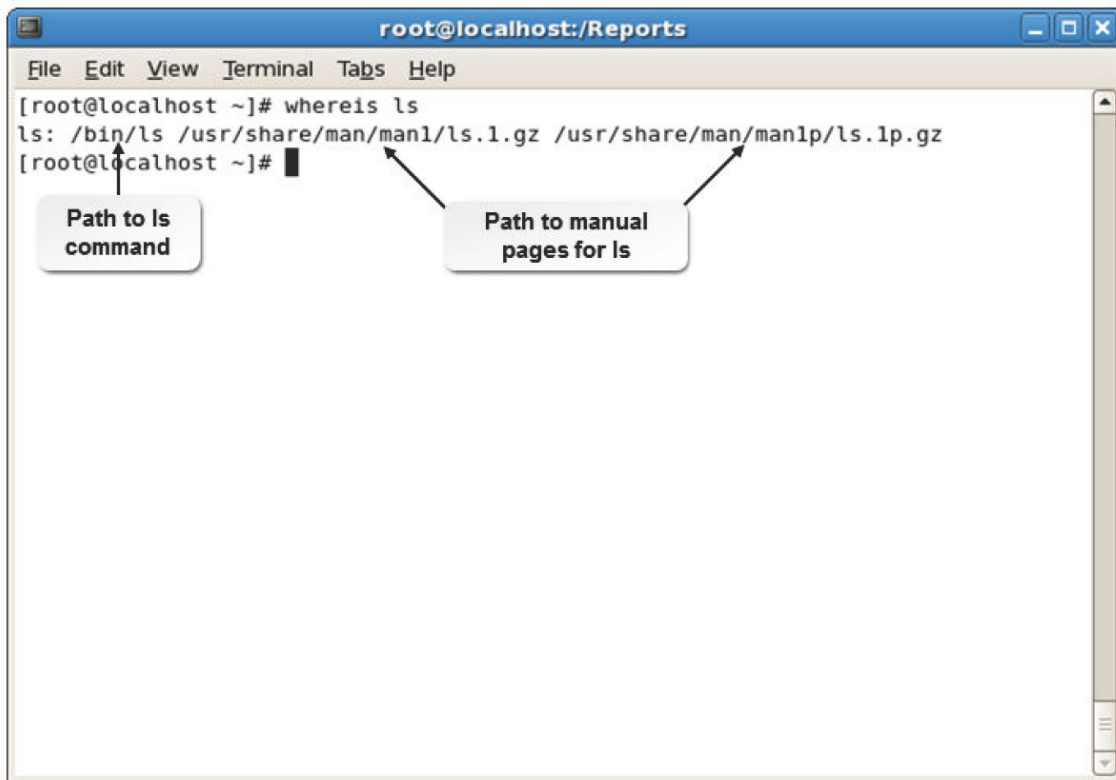 root@localhost:/Reports
File Edit View Terminal Tabs Help
[root@localhost ~]# whereis ls
ls: /bin/ls /usr/share/man/man1/ls.1.gz /usr/share/man/man1p/ls.1p.gz
[root@localhost ~]#
Path to ls
command
Path to manual
pages for ls